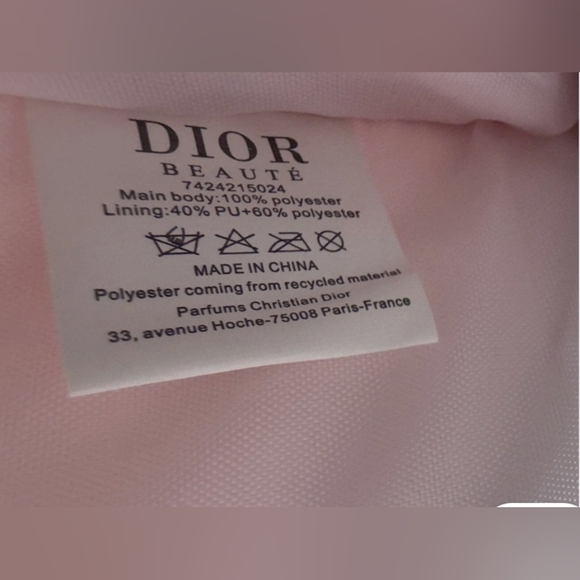 DIOR
BEAUTÉ
7424215024
Main body:100% polyester
Lining:40% PU+60% polyester
MADE IN CHINA
Polyester coming from recycled material
Parfums Christian Dior
33, avenue Hoche-75008 Paris-France